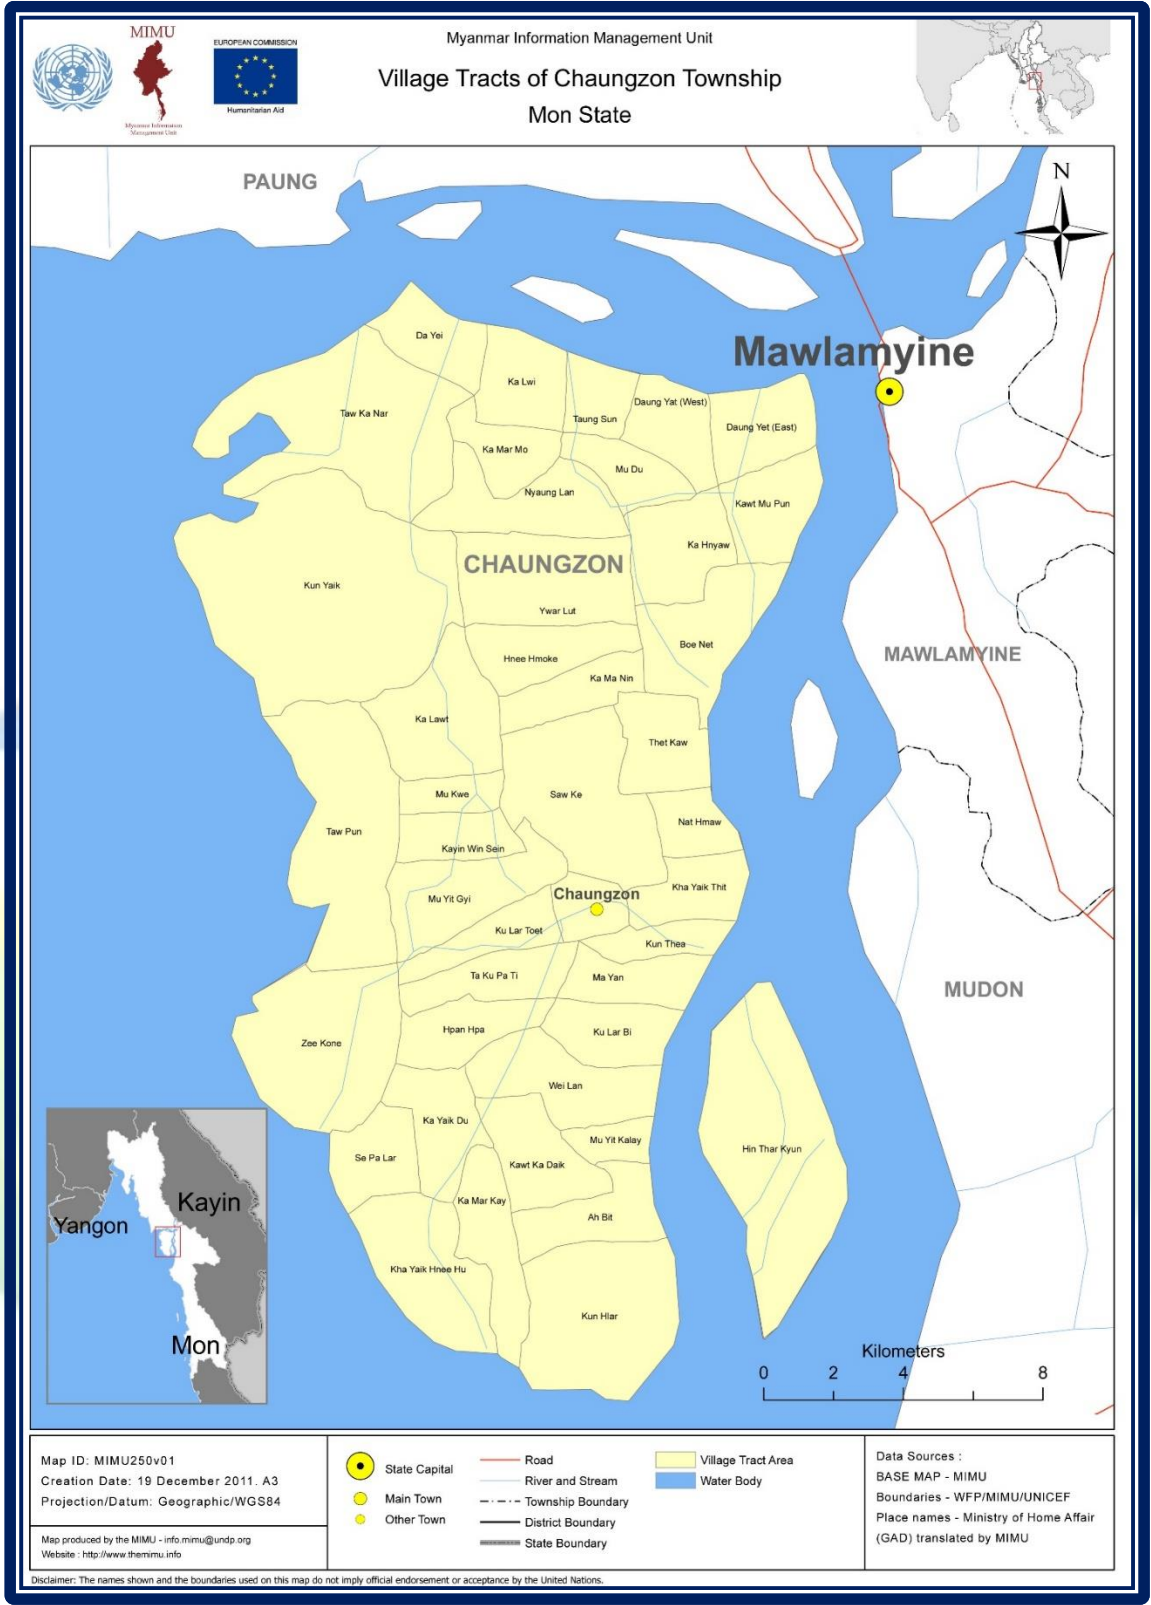 MIMU
Myanmar Information
Management Unit
EUROPEAN COMMISSION
Humanitarian Aid
Myanmar Information Management Unit
Village Tracts of Chaungzon Township
Mon State
PAUNG
N
Mawlamyine
Da Yei
Ka Lwi
Taw Ka Nar
Taung Sun
Daung Yat (West)
Daung Yet (East)
Ka Mar Mo
Mu Du
Nyaung Lan
Kawt Mu Pun
Ka Hnyaw
CHAUNGZON
Kun Yaik
Ywar Lut
Boe Net
MAWLAMYINE
Hnee Hmoke
Ka Ma Nin
Ka Lawt
Thet Kaw
Mu Kwe
Saw Ke
Nat Hmaw
Taw Pun
Kayin Win Sein
Kha Yaik Thit
Chaungzon
Mu Yit Gyi
Ku Lar Toet
Kun Thea
Ta Ku Pa Ti
Ma Yan
MUDON
Hpan Hpa
Ku Lar Bi
Zee Kone
Wei Lan
Ka Yaik Du
Mu Yit Kalay
Hin Thar Kyun
Se Pa Lar
Kawt Ka Daik
Ka Mar Kay
Ah Bit
Kha Yaik Hnee Hu
Kun Hlar
Kayin
Yangon
Mon
Kilometers
0 2 4 8
Map ID: MIMU250v01
Creation Date: 19 December 2011. A3
Projection/Datum: Geographic/WGS84
Map produced by the MIMU - info.mimu@undp.org
Website : http://www.themimu.info
State Capital
Main Town
Other Town
Road
River and Stream
Township Boundary
District Boundary
State Boundary
Village Tract Area
Water Body
Data Sources :
BASE MAP - MIMU
Boundaries - WFP/MIMU/UNICEF
Place names - Ministry of Home Affair
(GAD) translated by MIMU
Disclaimer: The names shown and the boundaries used on this map do not imply official endorsement or acceptance by the United Nations.